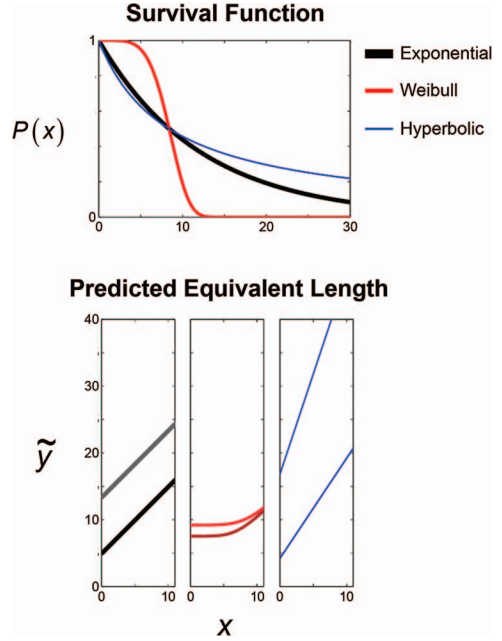 Survival Function
1
P(x)
0
0 10 20 30
Exponential
Weibull
Hyperbolic
Predicted Equivalent Length
40
30
20
10
0
ỹ
0 10 0 10 0 10
x